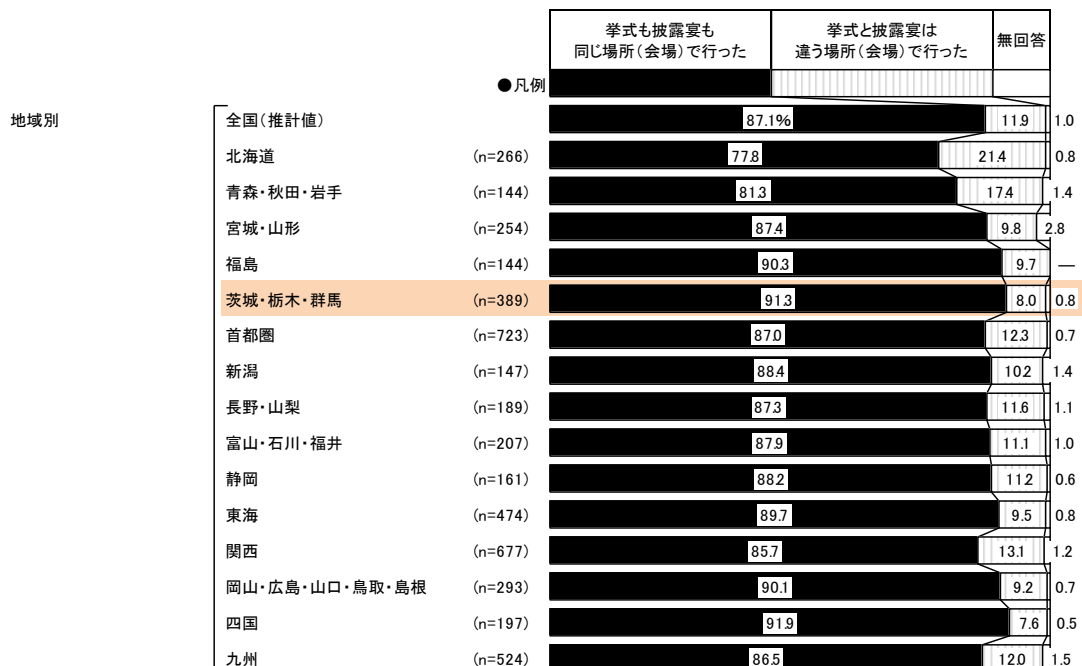 挙式も披露宴も
同じ場所(会場)で行った
挙式と披露宴は
違う場所(会場)で行った
無回答
●凡例
地域別
全国(推計値) 87.1% 11.9 1.0
北海道 (n=266) 77.8 21.4 0.8
青森・秋田・岩手 (n=144) 81.3 17.4 1.4
宮城・山形 (n=254) 87.4 9.8 2.8
福島 (n=144) 90.3 9.7 —
茨城・栃木・群馬 (n=389) 91.3 8.0 0.8
首都圏 (n=723) 87.0 12.3 0.7
新潟 (n=147) 88.4 10.2 1.4
長野・山梨 (n=189) 87.3 11.6 1.1
富山・石川・福井 (n=207) 87.9 11.1 1.0
静岡 (n=161) 88.2 11.2 0.6
東海 (n=474) 89.7 9.5 0.8
関西 (n=677) 85.7 13.1 1.2
岡山・広島・山口・鳥取・島根 (n=293) 90.1 9.2 0.7
四国 (n=197) 91.9 7.6 0.5
九州 (n=524) 86.5 12.0 1.5